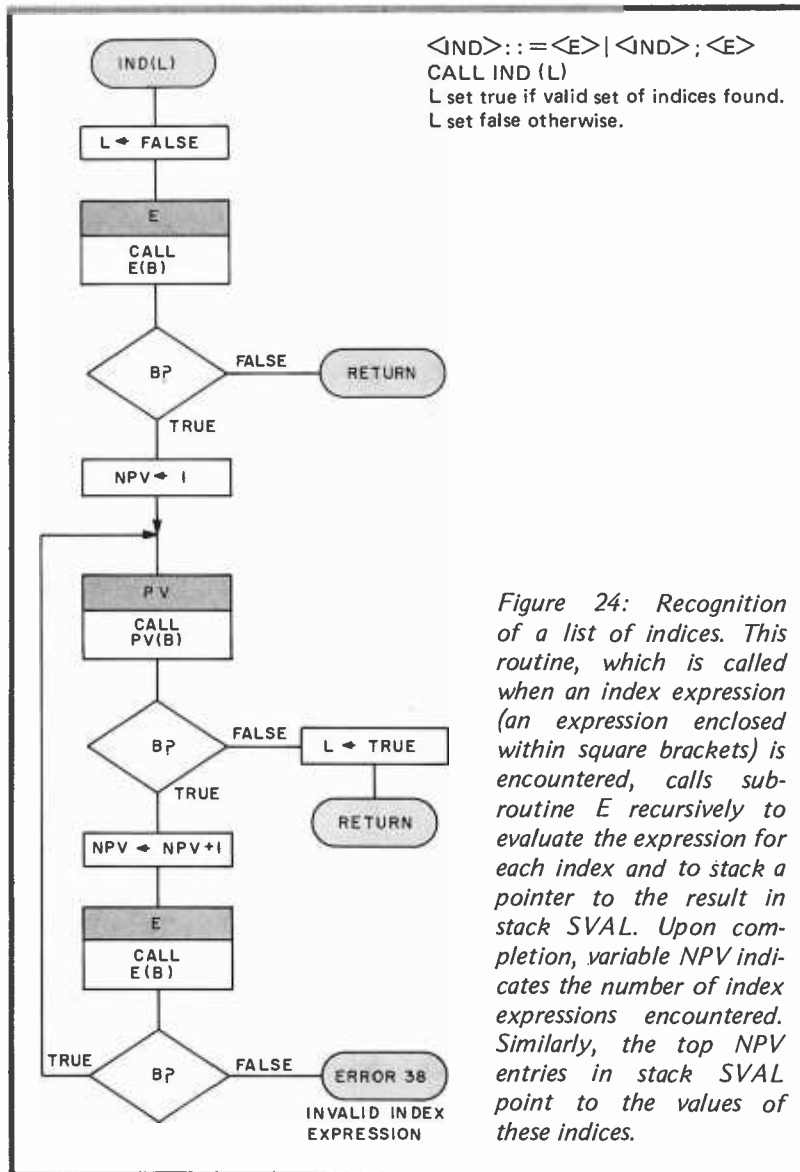 IND(L)
<IND>::=<E>|<IND>;<E>
CALL IND (L)
L set true if valid set of indices found.
L set false otherwise.
L ← FALSE
E
CALL
E(B)
B?
FALSE
RETURN
TRUE
NPV ← 1
PV
CALL
PV(B)
B?
FALSE
L ← TRUE
TRUE
RETURN
NPV ← NPV+1
E
CALL
E(B)
B?
TRUE
FALSE
ERROR 38
INVALID INDEX
EXPRESSION
Figure 24: Recognition
of a list of indices. This
routine, which is called
when an index expression
(an expression enclosed
within square brackets) is
encountered, calls sub-
routine E recursively to
evaluate the expression for
each index and to stack a
pointer to the result in
stack SVAL. Upon com-
pletion, variable NPV indi-
cates the number of index
expressions encountered.
Similarly, the top NPV
entries in stack SVAL
point to the values of
these indices.